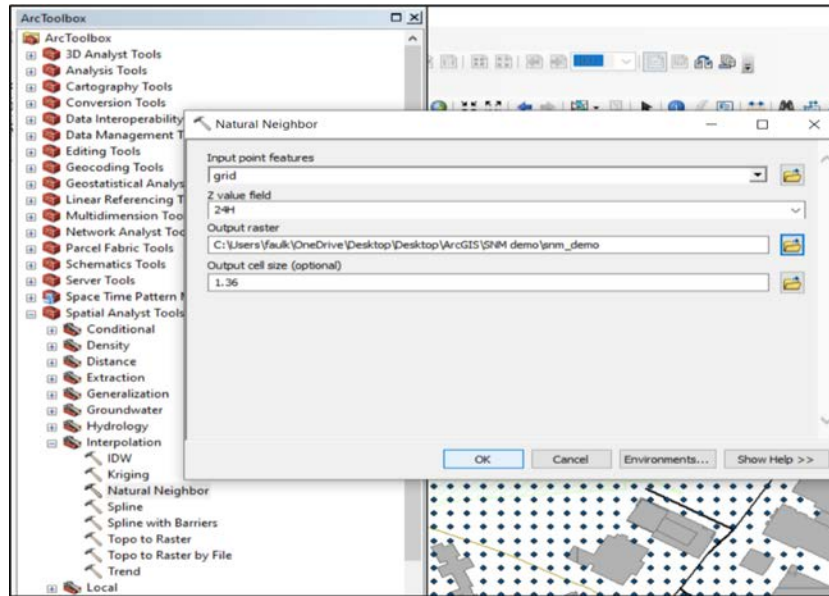 ArcToolbox
ArcToolbox
3D Analyst Tools
Analysis Tools
Cartography Tools
Conversion Tools
Data Interoperability
Data Management T
Editing Tools
Geocoding Tools
Geostatistical Analys
Linear Referencing T
Multidimension Too
Network Analyst Too
Parcel Fabric Tools
Schematics Tools
Server Tools
Space Time Pattern M
Spatial Analyst Tools
Conditional
Density
Distance
Extraction
Generalization
Groundwater
Hydrology
Interpolation
IDW
Kriging
Natural Neighbor
Spline
Spline with Barriers
Topo to Raster
Topo to Raster by File
Trend
Local
Natural Neighbor
Input point features
grid
Z value field
24H
Output raster
C:\Users\faulk\OneDrive\Desktop\Desktop\ArcGIS\SNM demo\snm_demo
Output cell size (optional)
1.36
OK
Cancel
Environments...
Show Help >>